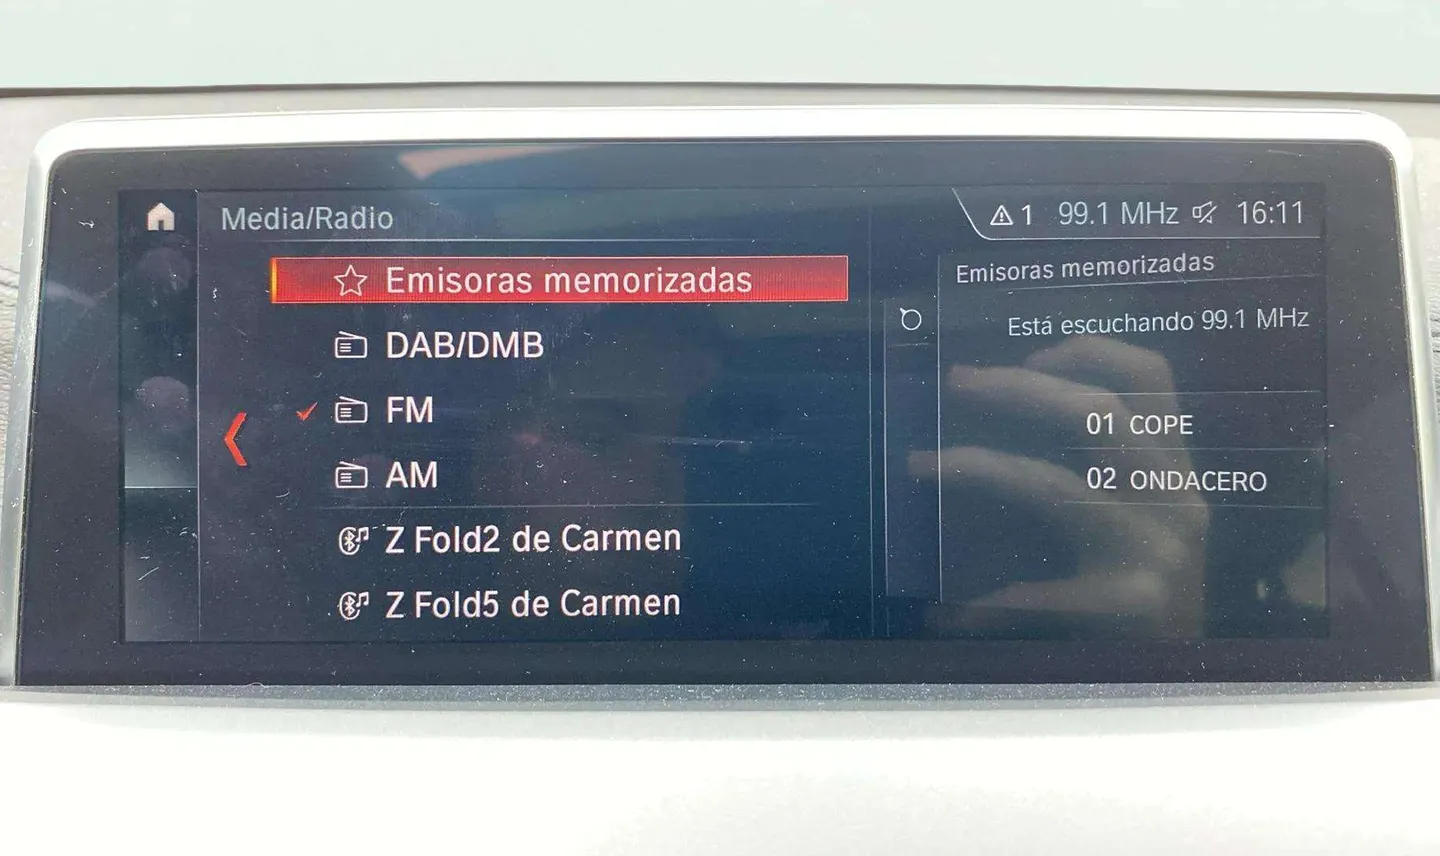 Media/Radio
1 99.1 MHz 16:11
Emisoras memorizadas
DAB/DMB
FM
AM
Z Fold2 de Carmen
Z Fold5 de Carmen
Emisoras memorizadas
Está escuchando 99.1 MHz
01 COPE
02 ONDACERO